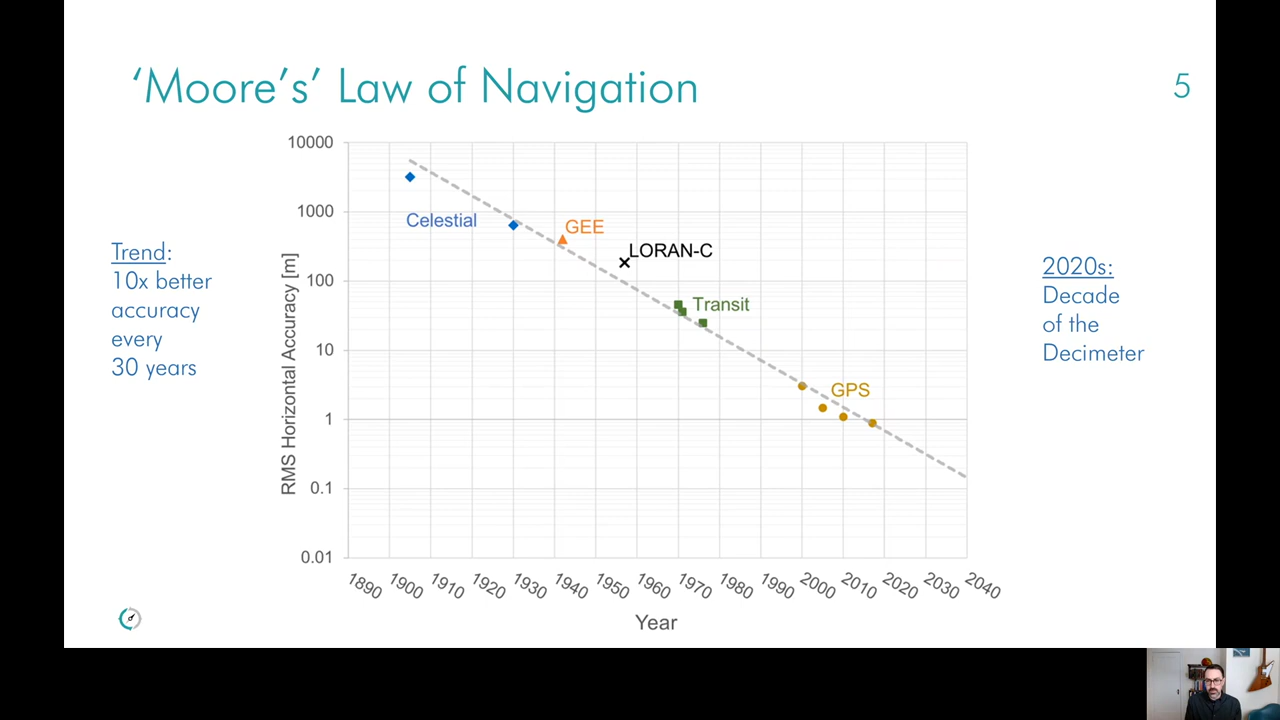 ‘Moore’s’ Law of Navigation
5
Trend:
10x better
accuracy
every
30 years
RMS Horizontal Accuracy [m]
10000
1000
100
10
1
0.1
0.01
Celestial
GEE
LORAN-C
Transit
GPS
1890 1900 1910 1920 1930 1940 1950 1960 1970 1980 1990 2000 2010 2020 2030 2040
Year
2020s:
Decade
of the
Decimeter